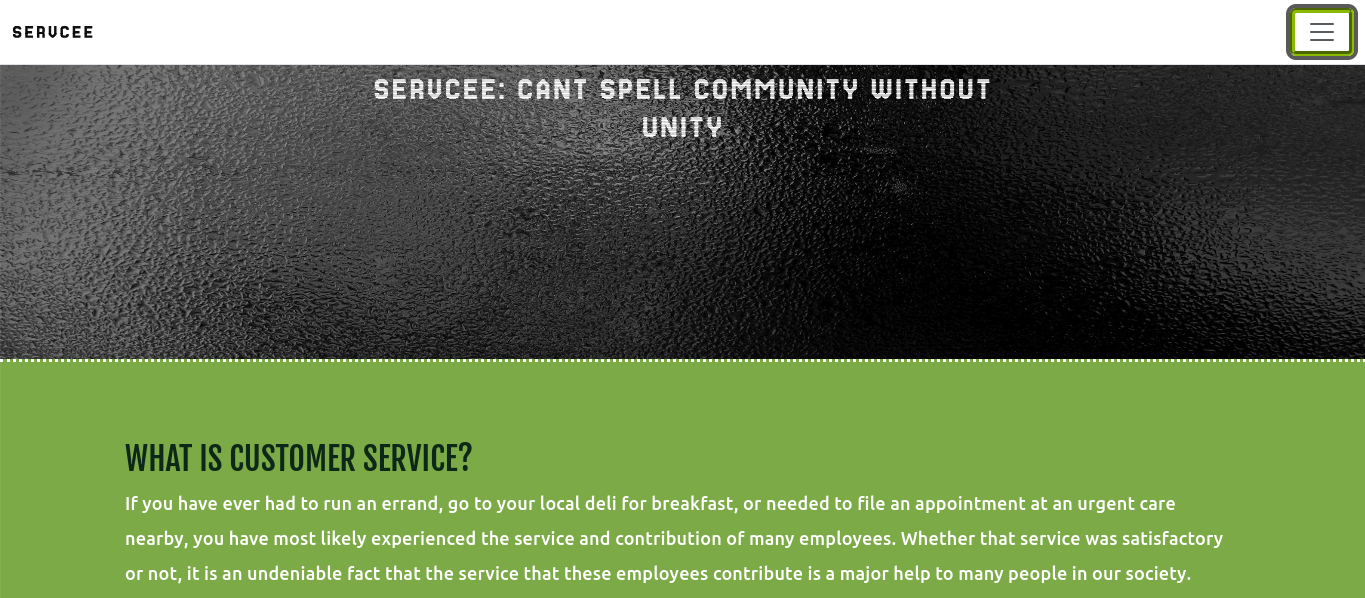 SERVCEE
SERVCEE: CANT SPELL COMMUNITY WITHOUT
UNITY
WHAT IS CUSTOMER SERVICE?
If you have ever had to run an errand, go to your local deli for breakfast, or needed to file an appointment at an urgent care
nearby, you have most likely experienced the service and contribution of many employees. Whether that service was satisfactory
or not, it is an undeniable fact that the service that these employees contribute is a major help to many people in our society.